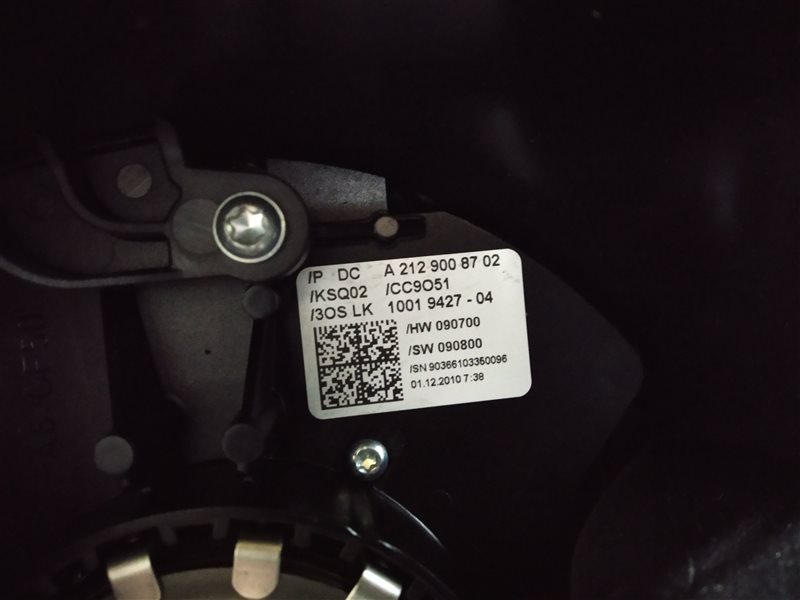 /P DC A 212 900 87 02
/KSQ02 /CC9O51
/3OS LK 1001 9427 - 04
/HW 090700
/SW 090800
/SN 90366103350096
01.12.2010 7:38